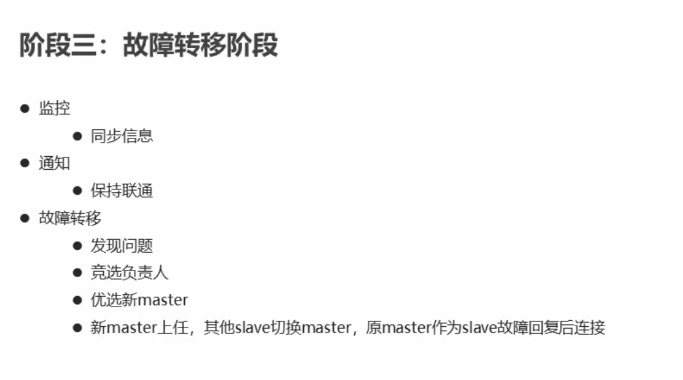 阶段三：故障转移阶段
● 监控
● 同步信息
● 通知
● 保持联通
● 故障转移
● 发现问题
● 竞选负责人
● 优选新master
● 新master上任，其他slave切换master，原master作为slave故障回复后连接